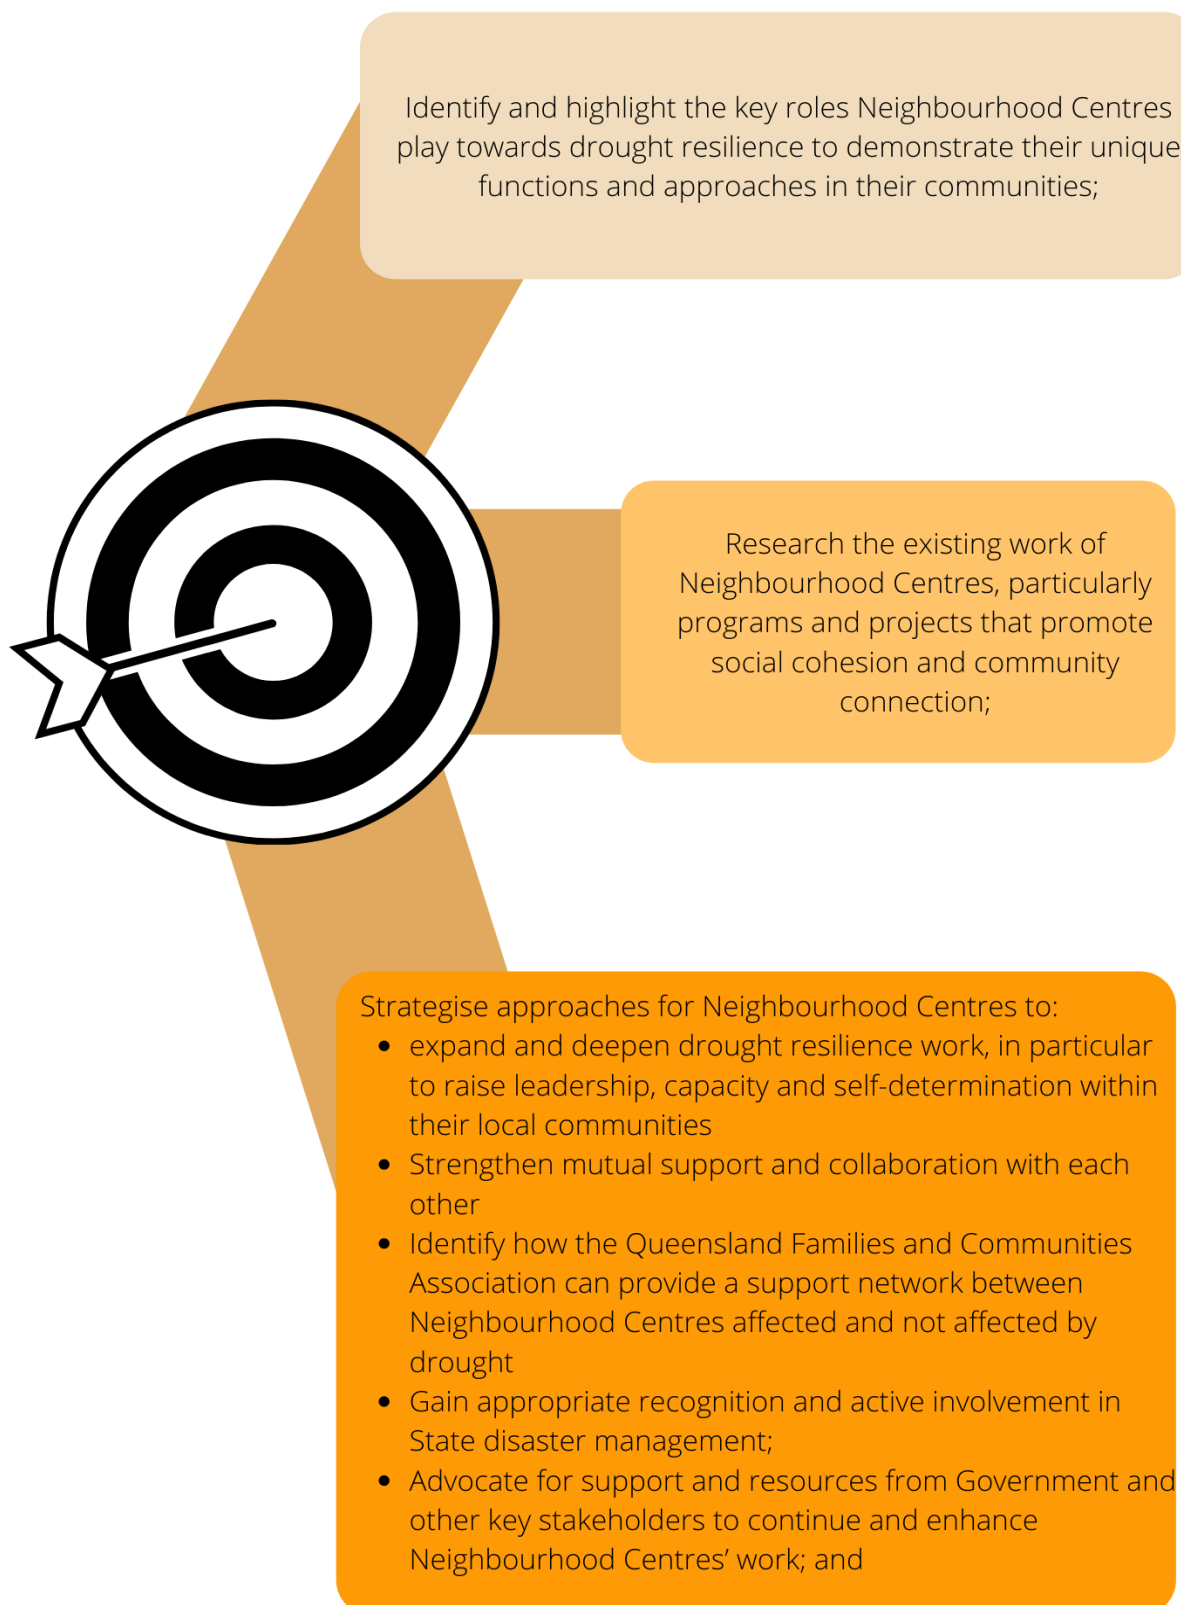 Identify and highlight the key roles Neighbourhood Centres
play towards drought resilience to demonstrate their unique
functions and approaches in their communities;
Research the existing work of
Neighbourhood Centres, particularly
programs and projects that promote
social cohesion and community
connection;
Strategise approaches for Neighbourhood Centres to:
• expand and deepen drought resilience work, in particular
to raise leadership, capacity and self-determination within
their local communities
• Strengthen mutual support and collaboration with each
other
• Identify how the Queensland Families and Communities
Association can provide a support network between
Neighbourhood Centres affected and not affected by
drought
• Gain appropriate recognition and active involvement in
State disaster management;
• Advocate for support and resources from Government and
other key stakeholders to continue and enhance
Neighbourhood Centres’ work; and